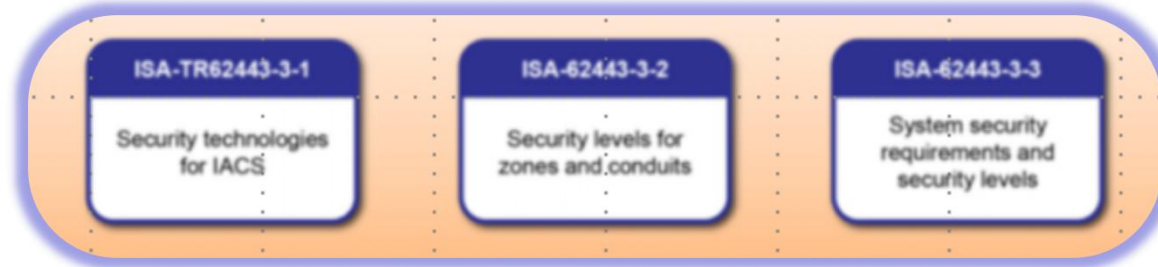 ISA-TR62443-3-1
Security technologies
for IACS
ISA-62443-3-2
Security levels for
zones and conduits
ISA-62443-3-3
System security
requirements and
security levels